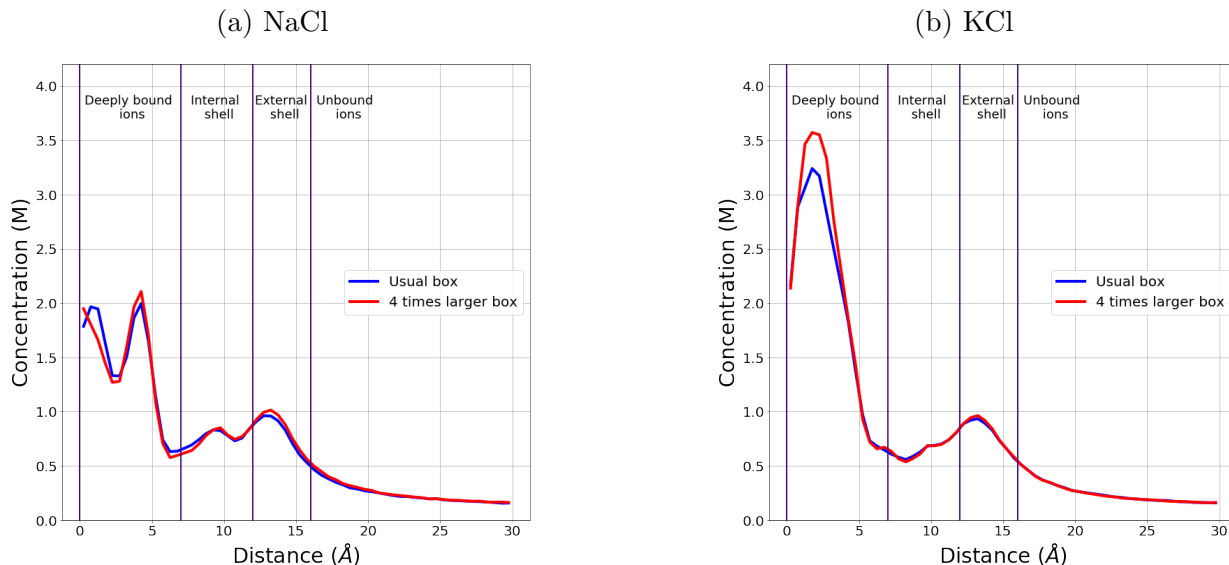 (a) NaCl
Concentration (M)
4.0
3.5
3.0
2.5
2.0
1.5
1.0
0.5
0.0
Deeply bound
ions
Internal
shell
External
shell
Unbound
ions
Usual box
4 times larger box
0 5 10 15 20 25 30
Distance (Å)
(b) KCl
Concentration (M)
4.0
3.5
3.0
2.5
2.0
1.5
1.0
0.5
0.0
Deeply bound
ions
Internal
shell
External
shell
Unbound
ions
Usual box
4 times larger box
0 5 10 15 20 25 30
Distance (Å)